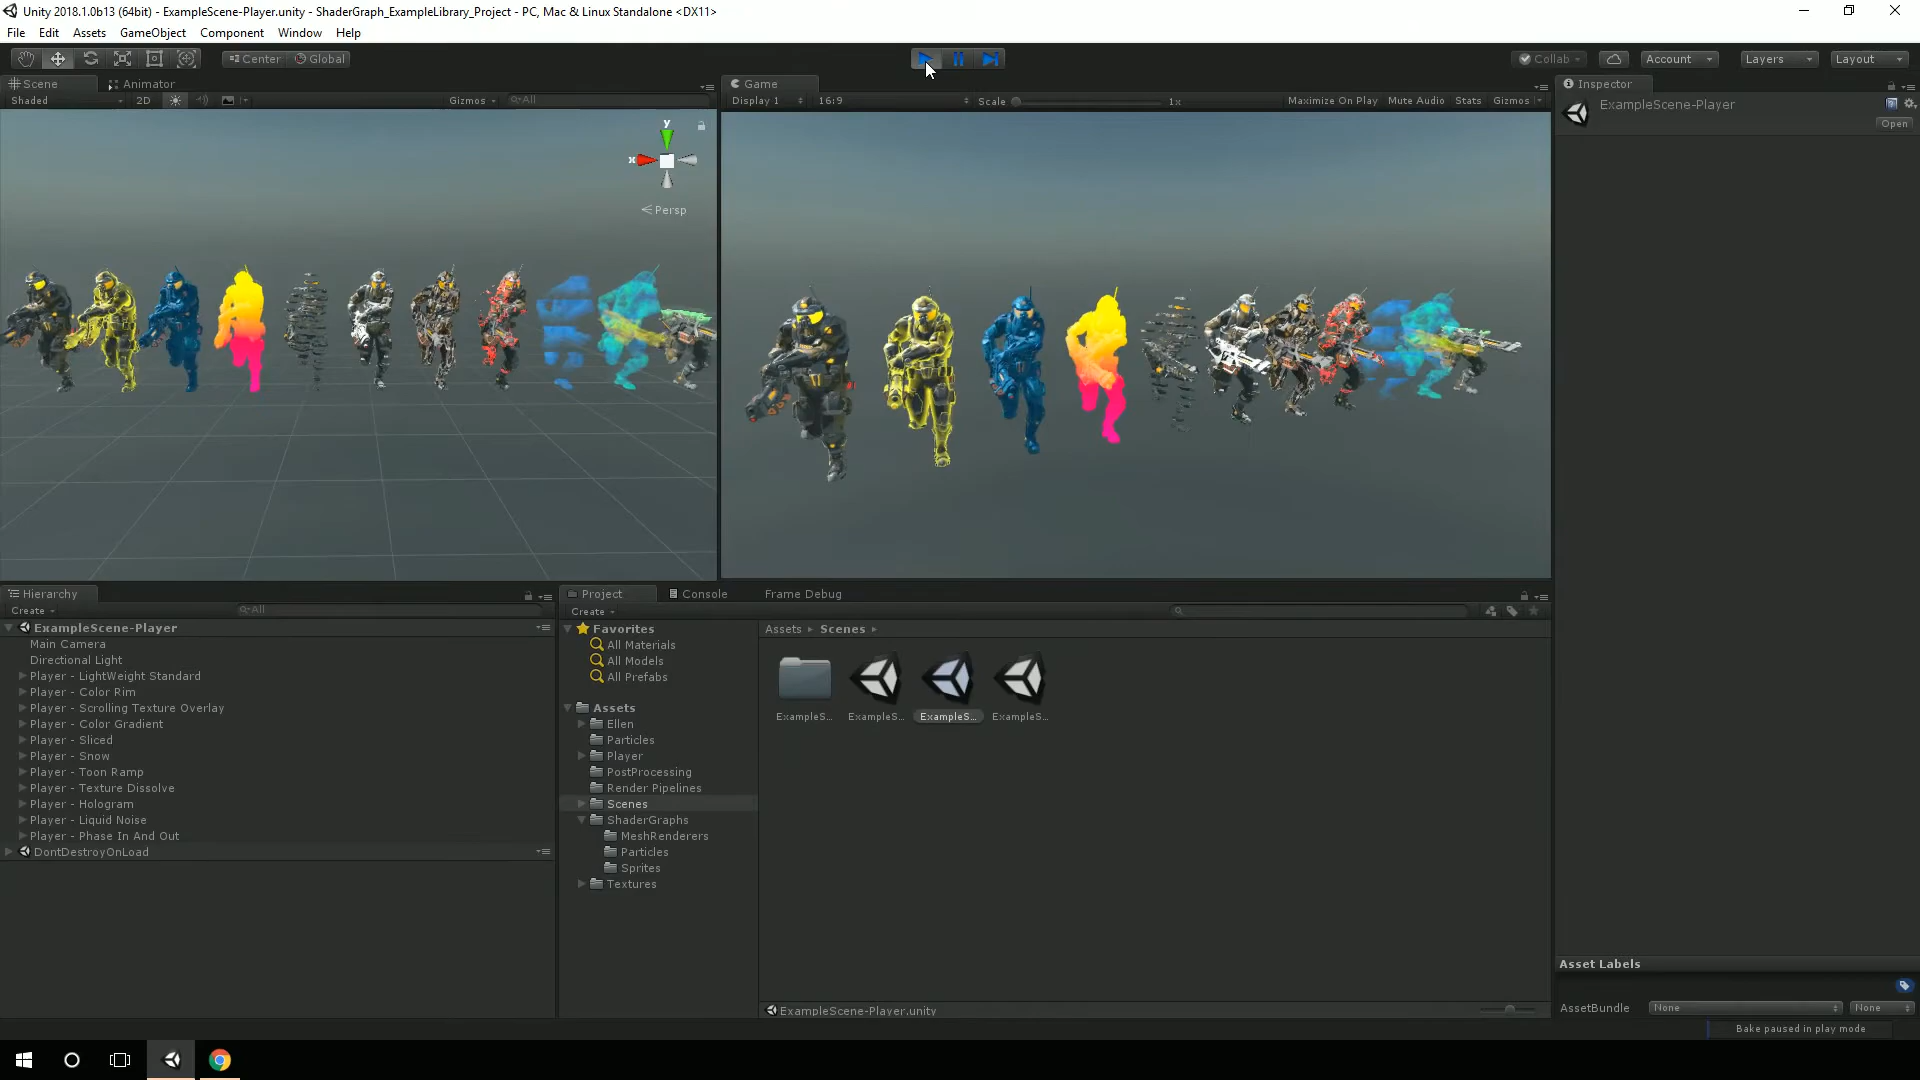 Unity 2018.1.0b13 (64bit) - ExampleScene-Player.unity - ShaderGraph_ExampleLibrary_Project - PC, Mac & Linux Standalone <DX11>
File Edit Assets GameObject Component Window Help
Center Global Collab Account Layers Layout
Scene Animator Game Inspector
Shaded 2D Gizmos All Display 1 16:9 Scale 1x Maximize On Play Mute Audio Stats Gizmos
ExampleScene-Player
Open
y
x
Persp
Hierarchy
Create All
ExampleScene-Player
Main Camera
Directional Light
Player - LightWeight Standard
Player - Color Rim
Player - Scrolling Texture Overlay
Player - Color Gradient
Player - Sliced
Player - Snow
Player - Toon Ramp
Player - Texture Dissolve
Player - Hologram
Player - Liquid Noise
Player - Phase In And Out
DontDestroyOnLoad
Project Console Frame Debug
Create
Favorites
All Materials
All Models
All Prefabs
Assets
Ellen
Particles
Player
PostProcessing
Render Pipelines
Scenes
ShaderGraphs
MeshRenderers
Particles
Sprites
Textures
Assets Scenes
ExampleS... ExampleS... ExampleS... ExampleS...
ExampleScene-Player.unity
Asset Labels
AssetBundle None None
Bake paused in play mode